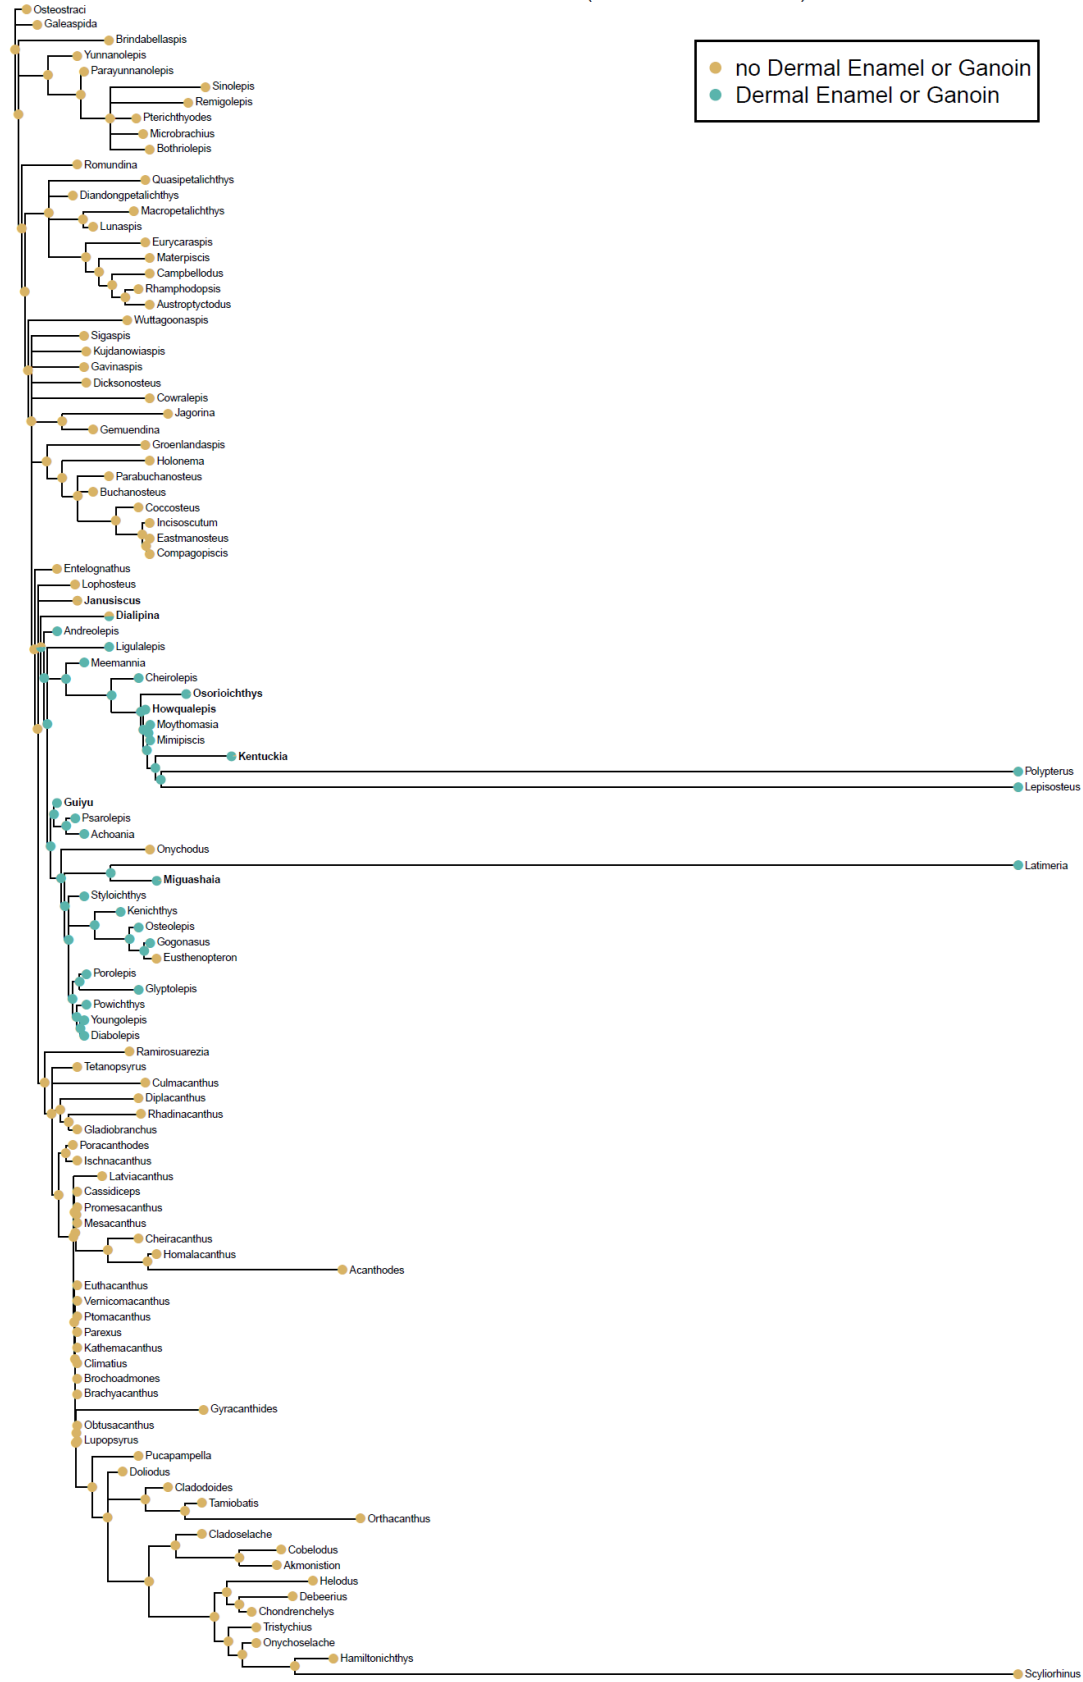 Osteostraci
Galeaspida
Brindabellaspis
Yunnanolepis
Parayunnanolepis
Sinolepis
Remigolepis
Pterichthyodes
Microbrachius
Bothriolepis
no Dermal Enamel or Ganoin
Dermal Enamel or Ganoin
Romundina
Quasipetalichthys
Diandongpetalichthys
Macropetalichthys
Lunaspis
Eurycaraspis
Materpiscis
Campbellodus
Rhamphodopsis
Austroptyctodus
Wuttagoonaspis
Sigaspis
Kujdanowiaspis
Gavinaspis
Dicksonosteus
Cowralepis
Jagorina
Gemuendina
Groenlandaspis
Holonema
Parabuchanosteus
Buchanosteus
Coccosteus
Incisoscutum
Eastmanosteus
Compagopiscis
Entelognathus
Lophosteus
Janusiscus
Dialipina
Andreolepis
Ligulalepis
Meemannia
Cheirolepis
Osorioichthys
Howqualepis
Moythomasia
Mimipiscis
Kentuckia
Polypterus
Lepisosteus
Guiyu
Psarolepis
Achoania
Onychodus
Latimeria
Miguashaia
Styloichthys
Kenichthys
Osteolepis
Gogonasus
Eusthenopteron
Porolepis
Glyptolepis
Powichthys
Youngolepis
Diabolepis
Ramirosuarezia
Tetanopsyrus
Culmacanthus
Diplacanthus
Rhadinacanthus
Gladiobranchus
Poracanthodes
Ischnacanthus
Latviacanthus
Cassidiceps
Promesacanthus
Mesacanthus
Cheiracanthus
Homalacanthus
Acanthodes
Euthacanthus
Vernicomacanthus
Ptomacanthus
Parexus
Kathemacanthus
Climatius
Brochoadmones
Brachyacanthus
Gyracanthides
Obtusacanthus
Lupopsyrus
Pucapampella
Doliodus
Cladodoides
Tamiobatis
Orthacanthus
Cladoselache
Cobelodus
Akmonistion
Helodus
Debeerius
Chondrenchelys
Tristychius
Onychoselache
Hamiltonichthys
Scyliorhinus